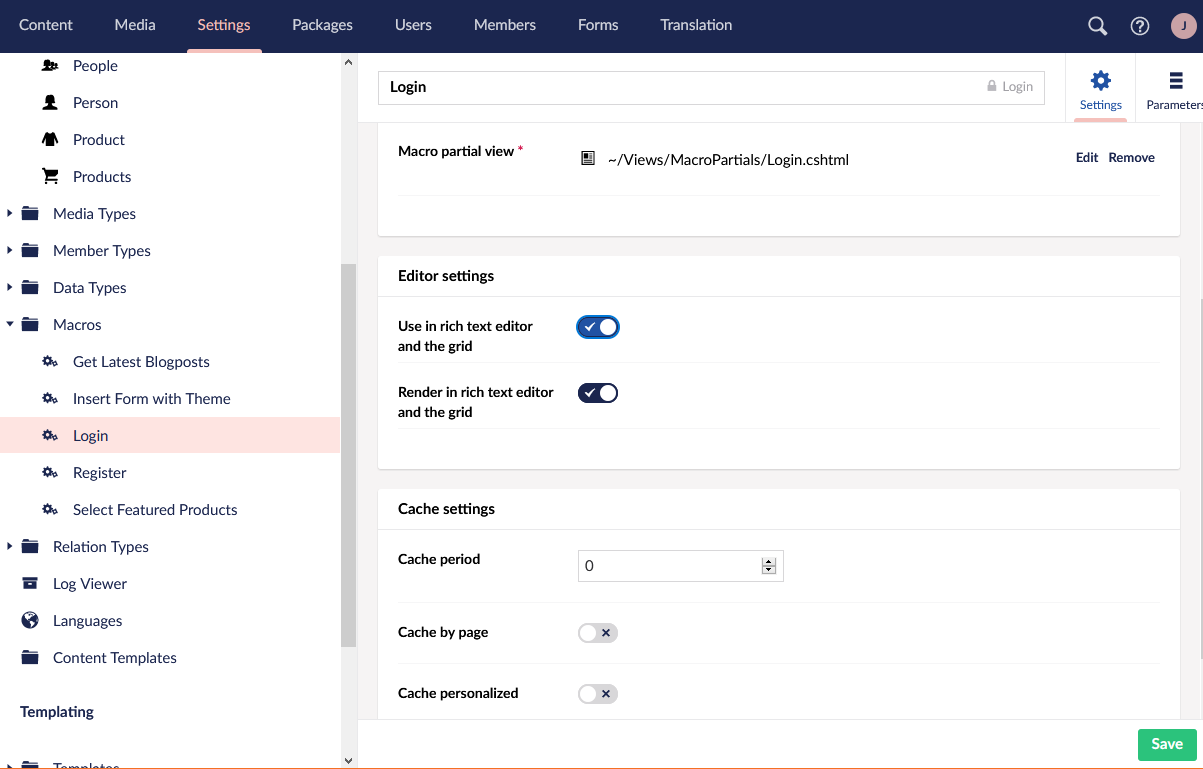 Content Media Settings Packages Users Members Forms Translation J
People
Person
Product
Products
Media Types
Member Types
Data Types
Macros
Get Latest Blogposts
Insert Form with Theme
Login
Register
Select Featured Products
Relation Types
Log Viewer
Languages
Content Templates
Templating
Templates
Login Login
Settings Parameters
Macro partial view * ~/Views/MacroPartials/Login.cshtml Edit Remove
Editor settings
Use in rich text editor
and the grid
Render in rich text editor
and the grid
Cache settings
Cache period 0
Cache by page
Cache personalized
Save